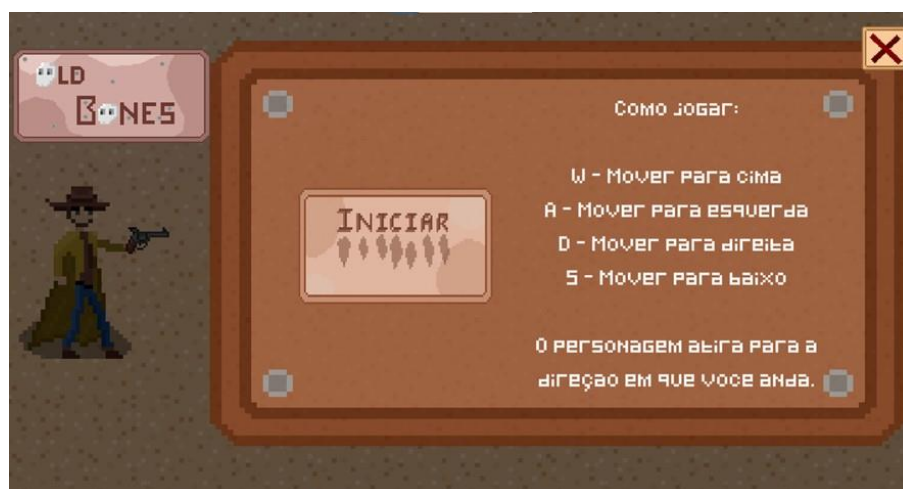 OLD
BONES
INICIAR
Como jogar:
W - Mover para cima
A - Mover para esquerda
D - Mover para direita
S - Mover para baixo
O personagem atira para a
direção em que voce anda.